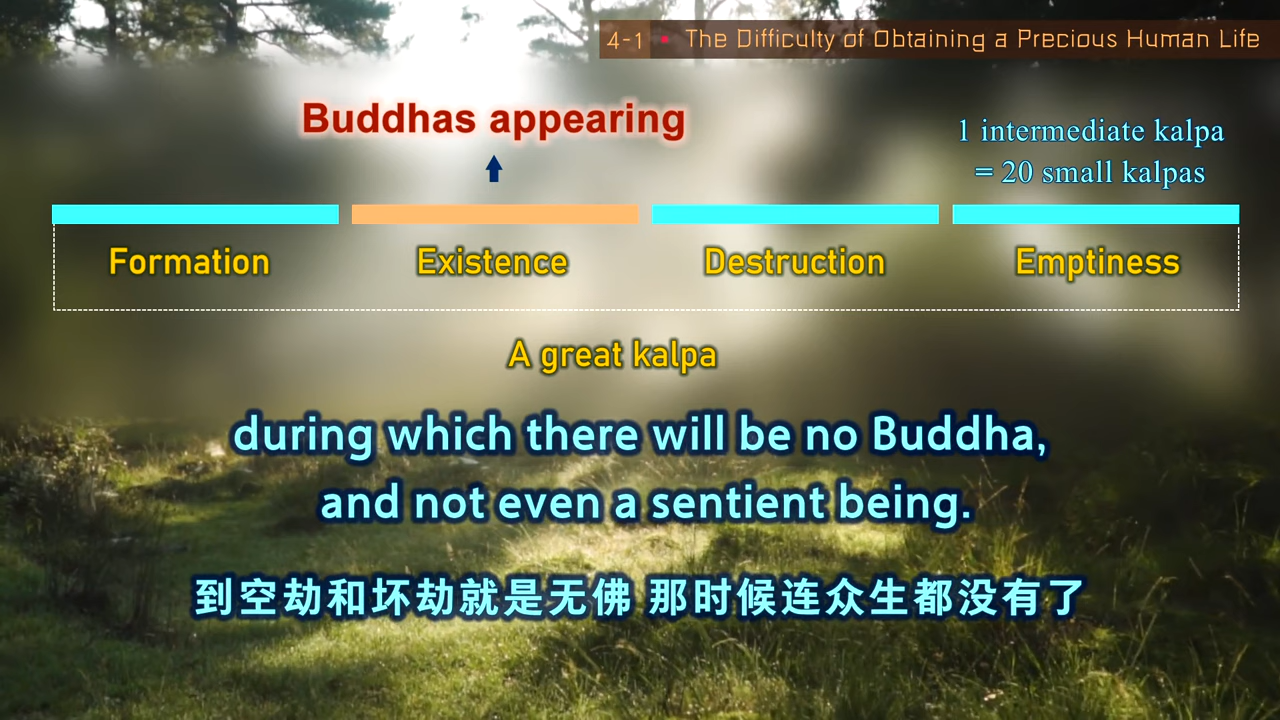 4-1 • The Difficulty of Obtaining a Precious Human Life
Buddhas appearing
1 intermediate kalpa
= 20 small kalpas
Formation
Existence
Destruction
Emptiness
A great kalpa
during which there will be no Buddha,
and not even a sentient being.
到空劫和坏劫就是无佛 那时候连众生都没有了